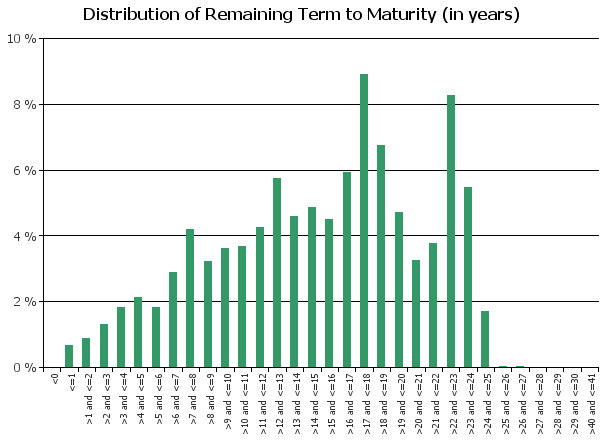 Distribution of Remaining Term to Maturity (in years)
10 %
8 %
6 %
4 %
2 %
0 %
<0
<=1
>1 and <=2
>2 and <=3
>3 and <=4
>4 and <=5
>5 and <=6
>6 and <=7
>7 and <=8
>8 and <=9
>9 and <=10
>10 and <=11
>11 and <=12
>12 and <=13
>13 and <=14
>14 and <=15
>15 and <=16
>16 and <=17
>17 and <=18
>18 and <=19
>19 and <=20
>20 and <=21
>21 and <=22
>22 and <=23
>23 and <=24
>24 and <=25
>25 and <=26
>26 and <=27
>27 and <=28
>28 and <=29
>29 and <=30
>40 and <=41